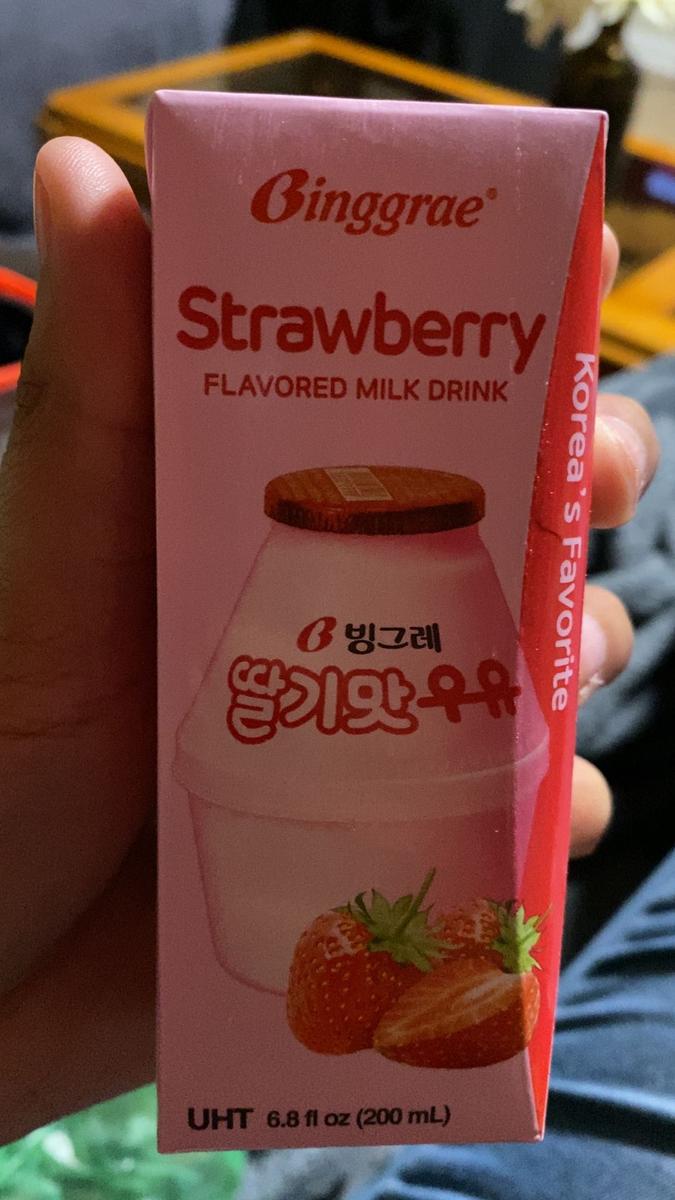 Binggrae®
Strawberry
FLAVORED MILK DRINK
Korea's Favorite
B 빙그레
딸기맛우유
UHT 6.8 fl oz (200 mL)